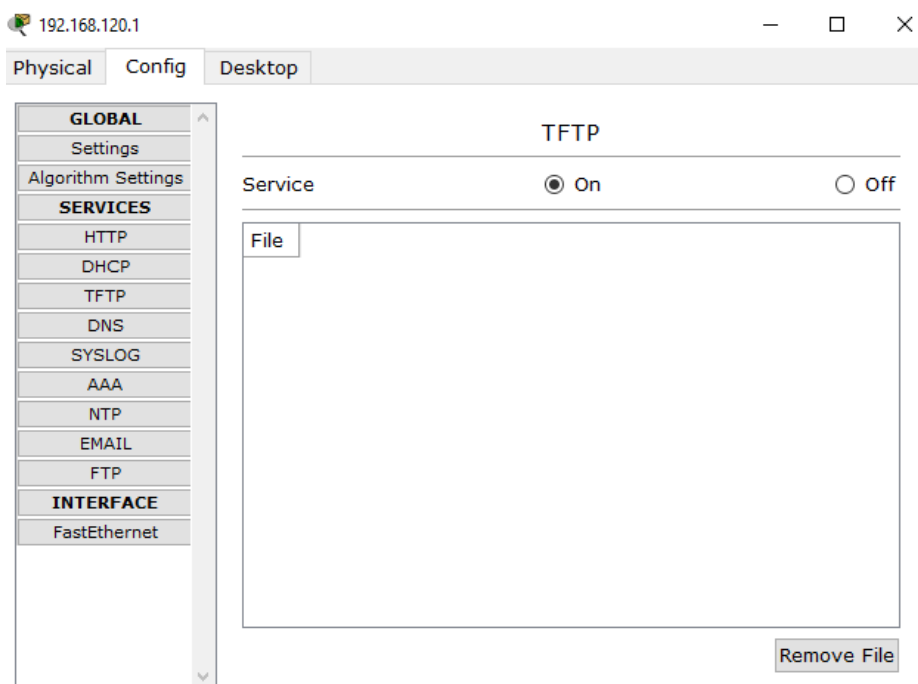 192.168.120.1
Physical Config Desktop
GLOBAL
Settings
Algorithm Settings
SERVICES
HTTP
DHCP
TFTP
DNS
SYSLOG
AAA
NTP
EMAIL
FTP
INTERFACE
FastEthernet
TFTP
Service On Off
File
Remove File